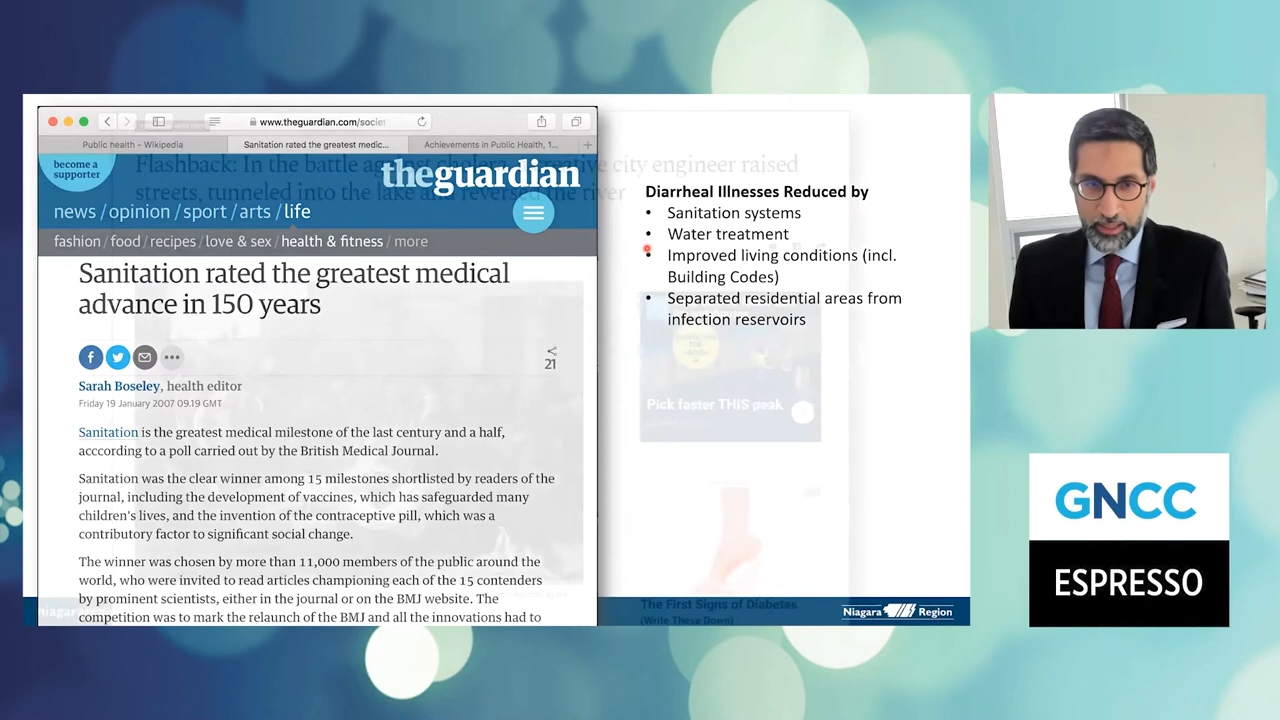 www.theguardian.com/societ
Public health – Wikipedia
Sanitation rated the greatest medic...
Achievements in Public Health, 1...
become a
supporter
theguardian
Flashback: In the battle against cholera, creative city engineer raised
streets, tunneled into the lake and reversed the river
news / opinion / sport / arts / life
fashion / food / recipes / love & sex / health & fitness / more
Sanitation rated the greatest medical
advance in 150 years
21
Sarah Boseley, health editor
Friday 19 January 2007 09.19 GMT
Sanitation is the greatest medical milestone of the last century and a half,
acccording to a poll carried out by the British Medical Journal.
Sanitation was the clear winner among 15 milestones shortlisted by readers of the
journal, including the development of vaccines, which has safeguarded many
children's lives, and the invention of the contraceptive pill, which was a
contributory factor to significant social change.
The winner was chosen by more than 11,000 members of the public around the
world, who were invited to read articles championing each of the 15 contenders
by prominent scientists, either in the journal or on the BMJ website. The
competition was to mark the relaunch of the BMJ and all the innovations had to
Diarrheal Illnesses Reduced by
• Sanitation systems
• Water treatment
• Improved living conditions (incl.
Building Codes)
• Separated residential areas from
infection reservoirs
Pick faster THIS peak
The First Signs of Diabetes
(Write These Down)
niagara
Niagara Region
GNCC
ESPRESSO